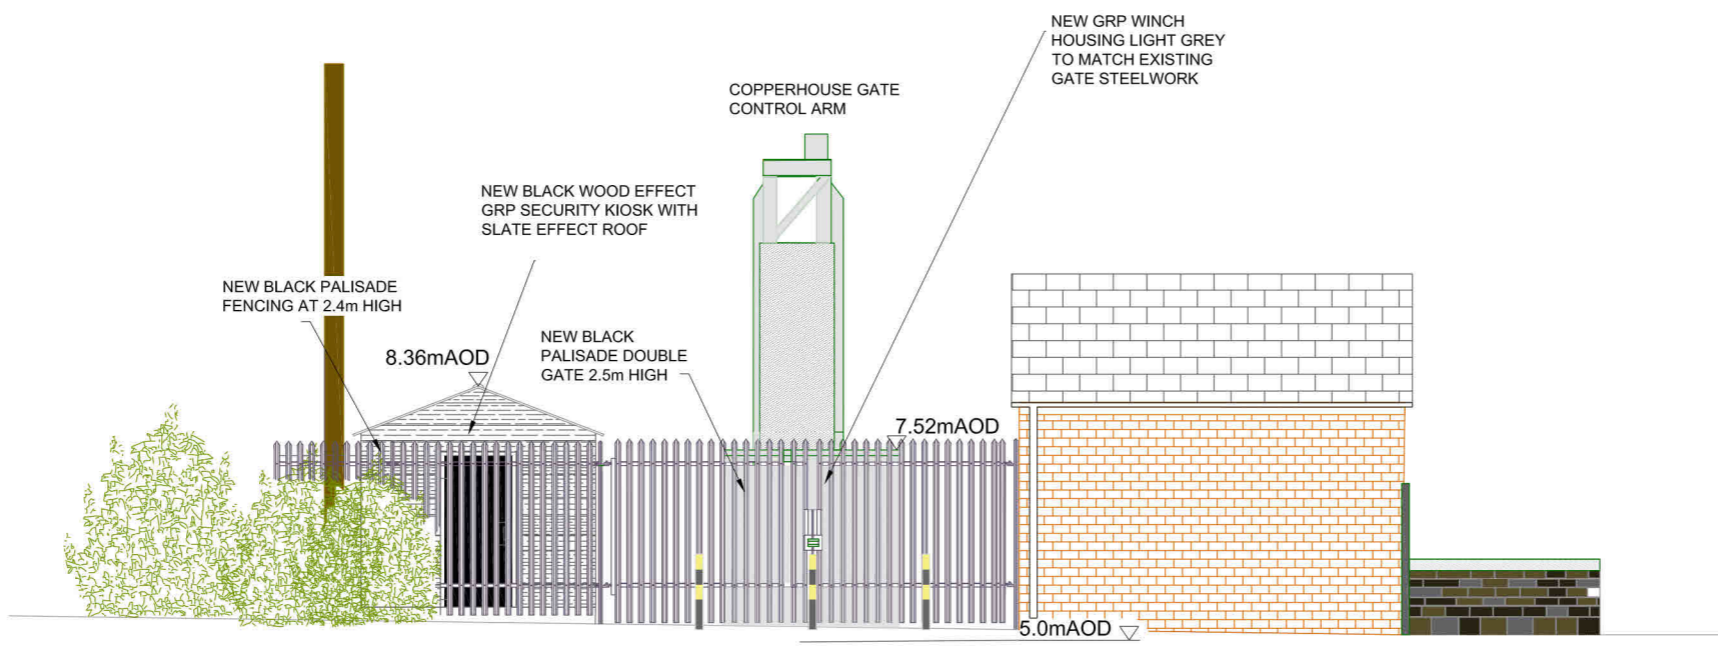 NEW GRP WINCH
HOUSING LIGHT GREY
TO MATCH EXISTING
GATE STEELWORK
COPPERHOUSE GATE
CONTROL ARM
NEW BLACK WOOD EFFECT
GRP SECURITY KIOSK WITH
SLATE EFFECT ROOF
NEW BLACK PALISADE
FENCING AT 2.4m HIGH
NEW BLACK
PALISADE DOUBLE
GATE 2.5m HIGH
8.36mAOD
7.52mAOD
5.0mAOD